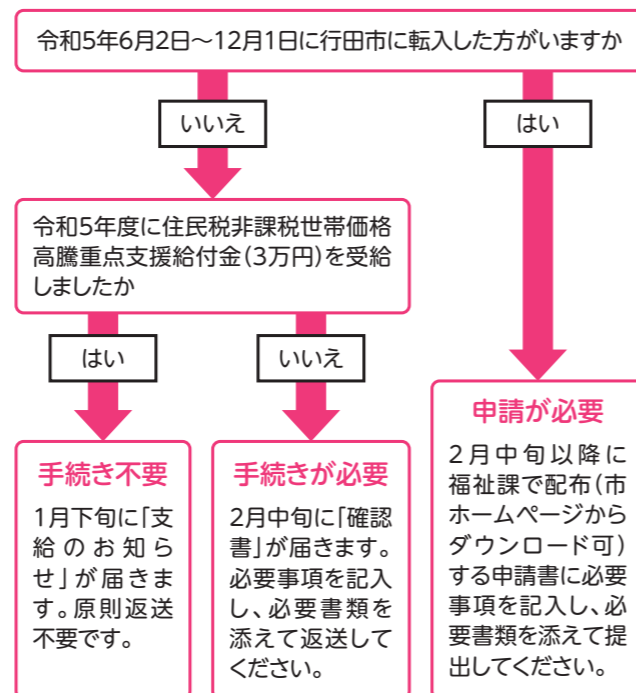 令和5年6月2日～12月1日に行田市に転入した方がいますか
いいえ
はい
令和5年度に住民税非課税世帯価格
高騰重点支援給付金(3万円)を受給
しましたか
はい
いいえ
手続き不要
1月下旬に「支
給のお知ら
せ」が届きま
す。原則返送
不要です。
手続きが必要
2月中旬に「確認
書」が届きます。
必要事項を記入
し、必要書類を
添えて返送して
ください。
申請が必要
2月中旬以降に
福祉課で配布(市
ホームページから
ダウンロード可)
する申請書に必要
事項を記入し、必
要書類を添えて提
出してください。